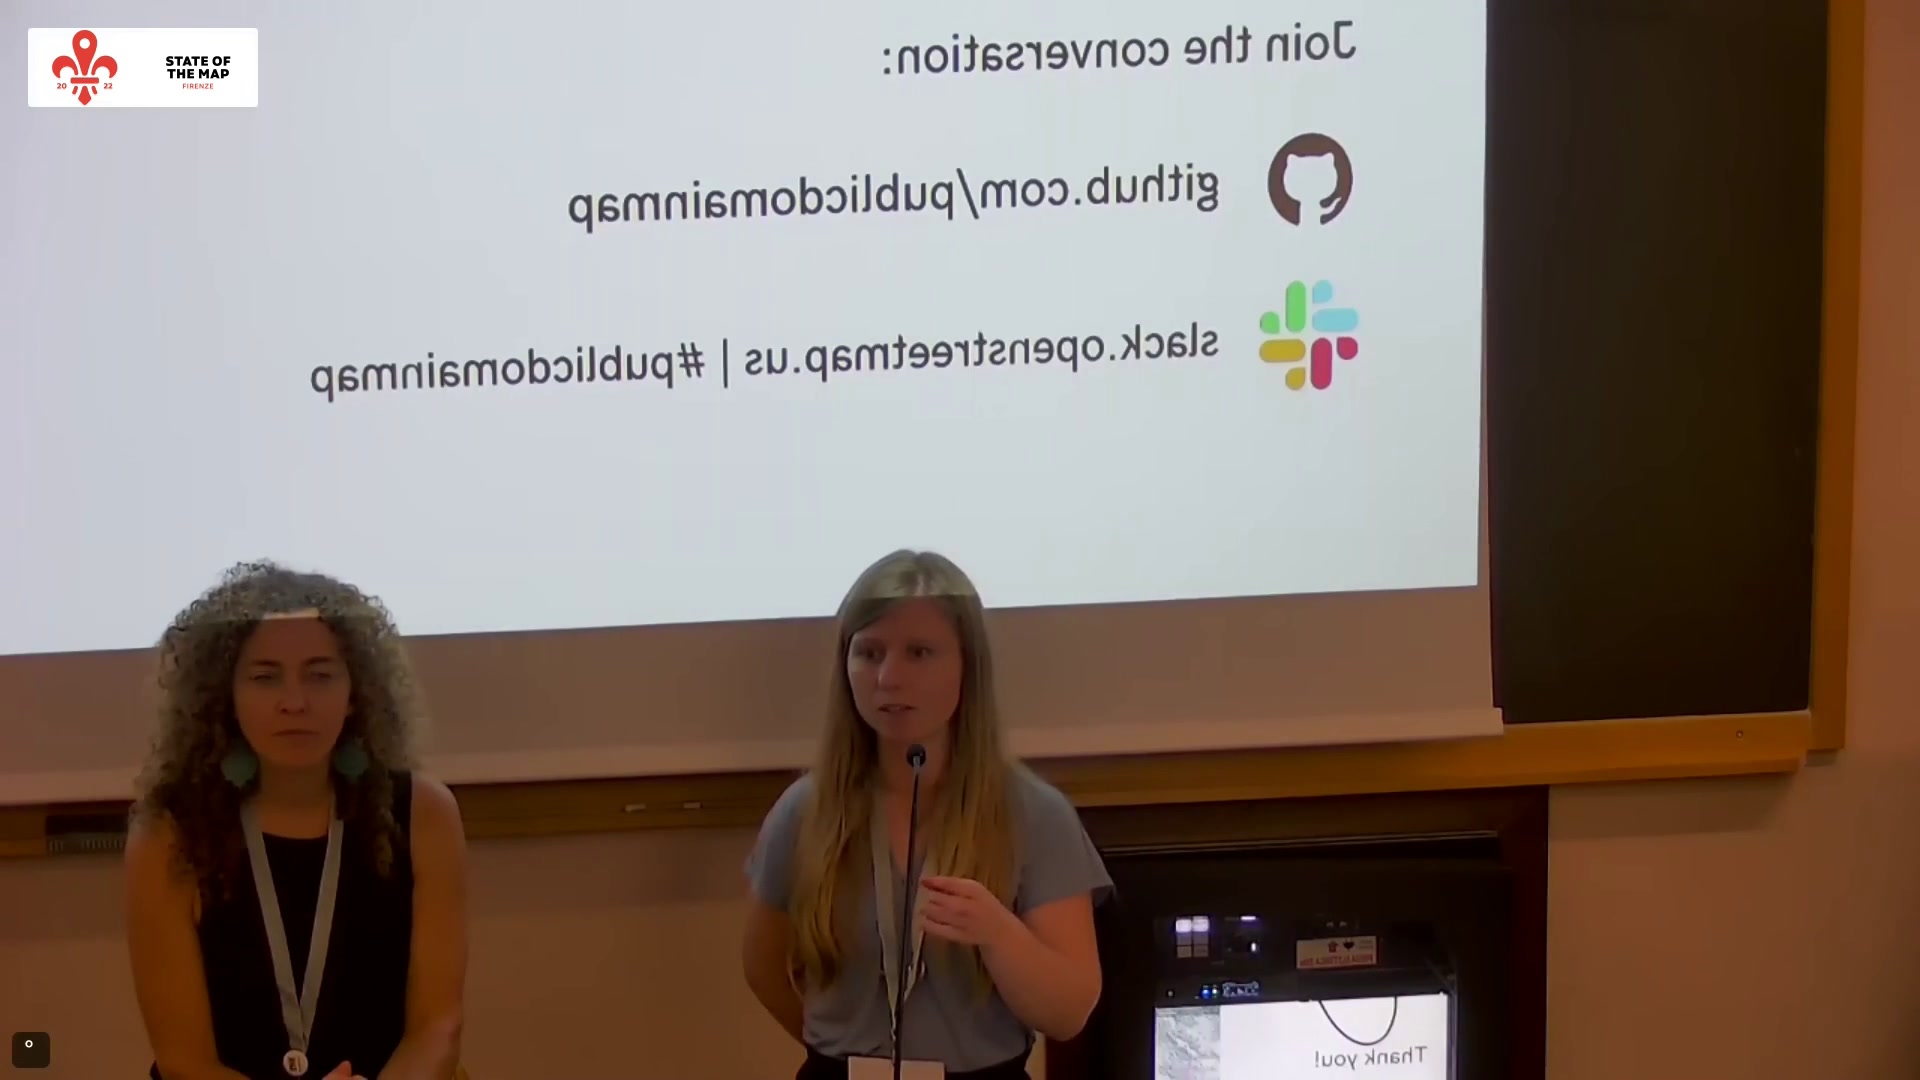 20 22
STATE OF
THE MAP
FIRENZE
Join the conversation:
github.com/publicdomainmap
slack.openstreetmap.us | #publicdomainmap
Thank you!